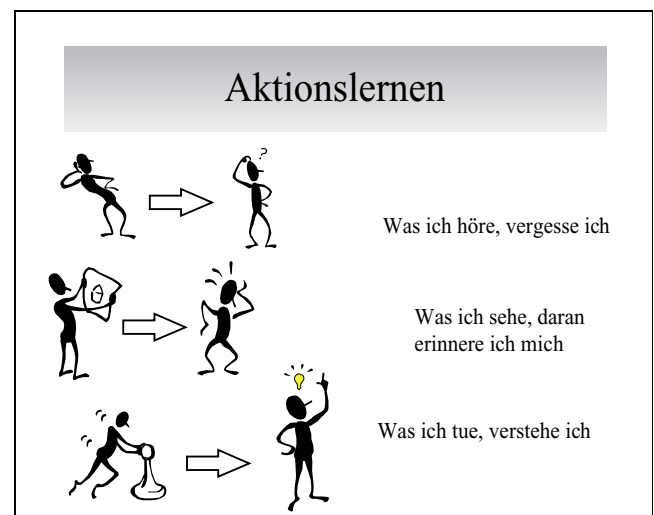 Aktionslernen
?
Was ich höre, vergesse ich
Was ich sehe, daran
erinnere ich mich
Was ich tue, verstehe ich